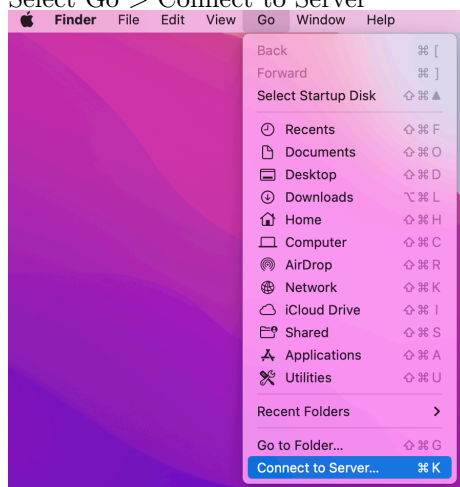 Select Go > Connect to Server
Finder File Edit View Go Window Help
Back ⌘ [
Forward ⌘ ]
Select Startup Disk ⇧ ⌘ ▲
Recents ⇧ ⌘ F
Documents ⇧ ⌘ O
Desktop ⇧ ⌘ D
Downloads ⌥ ⌘ L
Home ⇧ ⌘ H
Computer ⇧ ⌘ C
AirDrop ⇧ ⌘ R
Network ⇧ ⌘ K
iCloud Drive ⇧ ⌘ I
Shared ⇧ ⌘ S
Applications ⇧ ⌘ A
Utilities ⇧ ⌘ U
Recent Folders >
Go to Folder... ⇧ ⌘ G
Connect to Server... ⌘ K